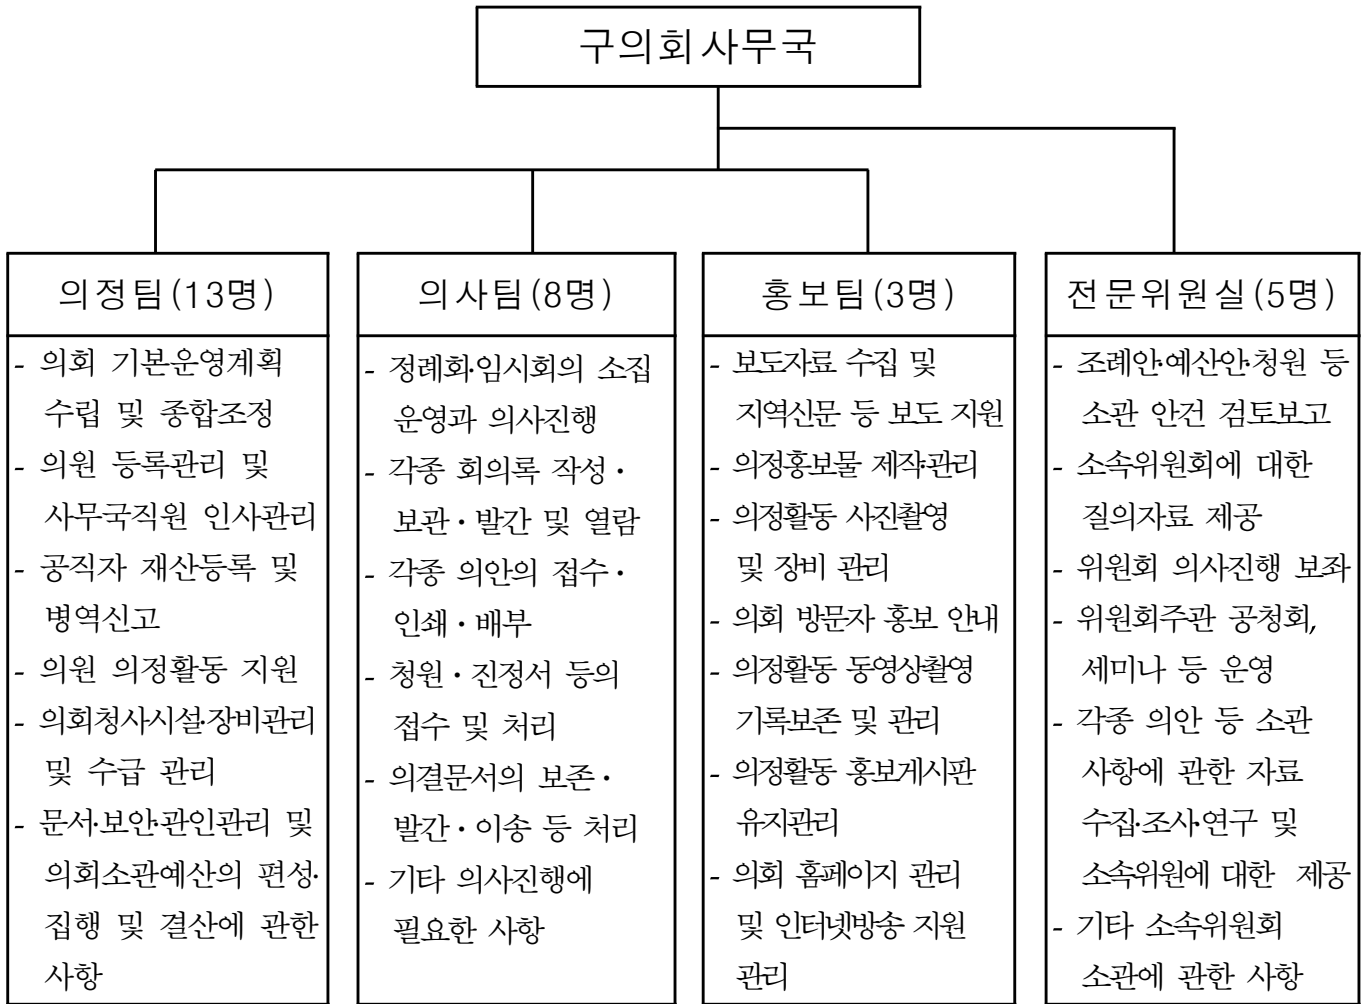 구의회사무국
의정팀(13명)
- 의회 기본운영계획
수립 및 종합조정
- 의원 등록관리 및
사무국직원 인사관리
- 공직자 재산등록 및
병역신고
- 의원 의정활동 지원
- 의회청사시설·장비관리
및 수급 관리
- 문서·보안·관인관리 및
의회소관예산의 편성·
집행 및 결산에 관한
사항
의사팀(8명)
- 정례회·임시회의 소집
운영과 의사진행
- 각종 회의록 작성·
보관·발간 및 열람
- 각종 의안의 접수·
인쇄·배부
- 청원·진정서 등의
접수 및 처리
- 의결문서의 보존·
발간·이송 등 처리
- 기타 의사진행에
필요한 사항
홍보팀(3명)
- 보도자료 수집 및
지역신문 등 보도 지원
- 의정홍보물 제작·관리
- 의정활동 사진촬영
및 장비 관리
- 의회 방문자 홍보 안내
- 의정활동 동영상촬영
기록보존 및 관리
- 의정활동 홍보게시판
유지관리
- 의회 홈페이지 관리
및 인터넷방송 지원
관리
전문위원실(5명)
- 조례안·예산안·청원 등
소관 안건 검토보고
- 소속위원회에 대한
질의자료 제공
- 위원회 의사진행 보좌
- 위원회주관 공청회,
세미나 등 운영
- 각종 의안 등 소관
사항에 관한 자료
수집·조사·연구 및
소속위원에 대한 제공
- 기타 소속위원회
소관에 관한 사항